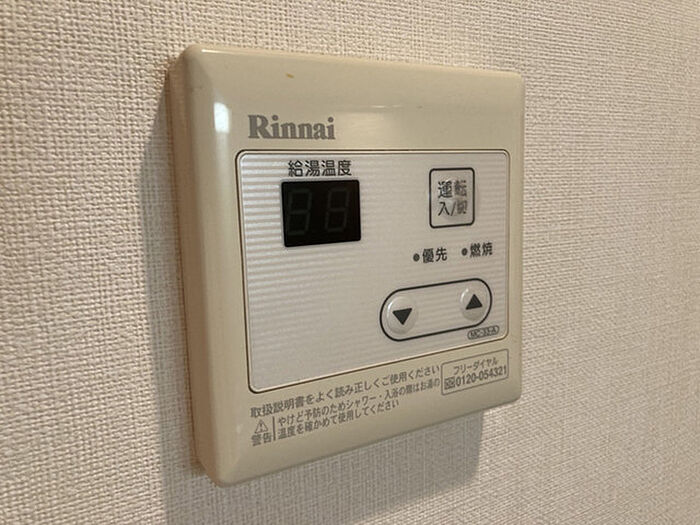 Rinnai
給湯温度
運転
入/切
優先
燃焼
▼
▲
MC-33-A
取扱説明書をよく読み正しくご使用ください
警告
やけど予防のためシャワー・入浴の際はお湯の
温度を確かめて使用してください
フリーダイヤル
0120-054321